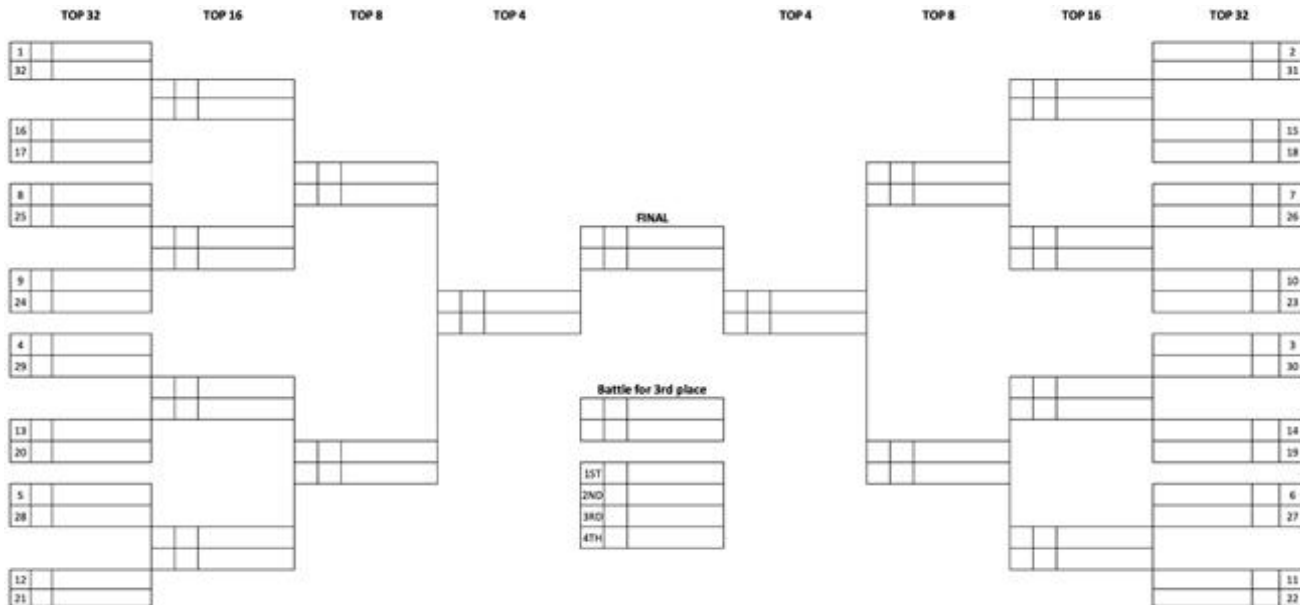 TOP 32 TOP 16 TOP 8 TOP 4 TOP 4 TOP 8 TOP 16 TOP 32
1 2
32 31
16 15
17 18
8 7
25 26
FINAL
9 10
24 23
4 3
29 30
Battle for 3rd place
13 14
20 19
1ST
5 2ND 6
28 3RD 27
4TH
12 11
21 22